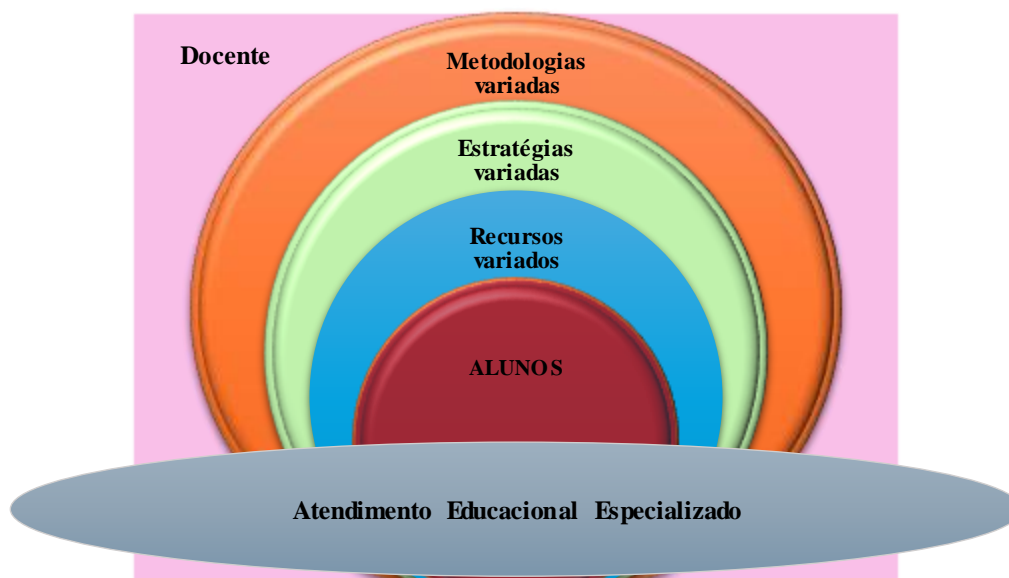 Docente
Metodologias
variadas
Estratégias
variadas
Recursos
variados
ALUNOS
Atendimento Educacional Especializado